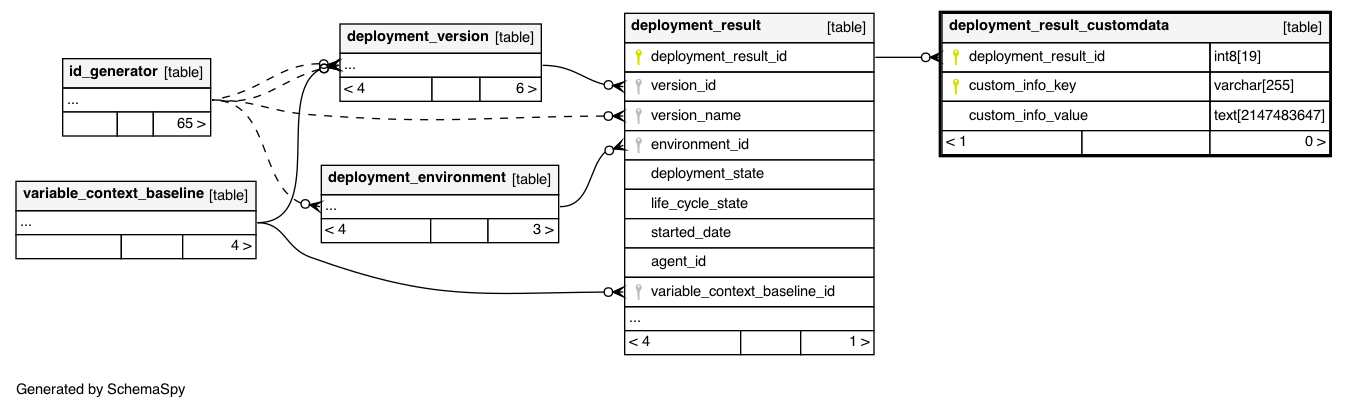 id_generator [table]
...
65 >
variable_context_baseline [table]
...
4 >
deployment_version [table]
...
< 4 6 >
deployment_environment [table]
...
< 4 3 >
deployment_result [table]
deployment_result_id
version_id
version_name
environment_id
deployment_state
life_cycle_state
started_date
agent_id
variable_context_baseline_id
...
< 4 1 >
deployment_result_customdata [table]
deployment_result_id int8[19]
custom_info_key varchar[255]
custom_info_value text[2147483647]
< 1 0 >
Generated by SchemaSpy